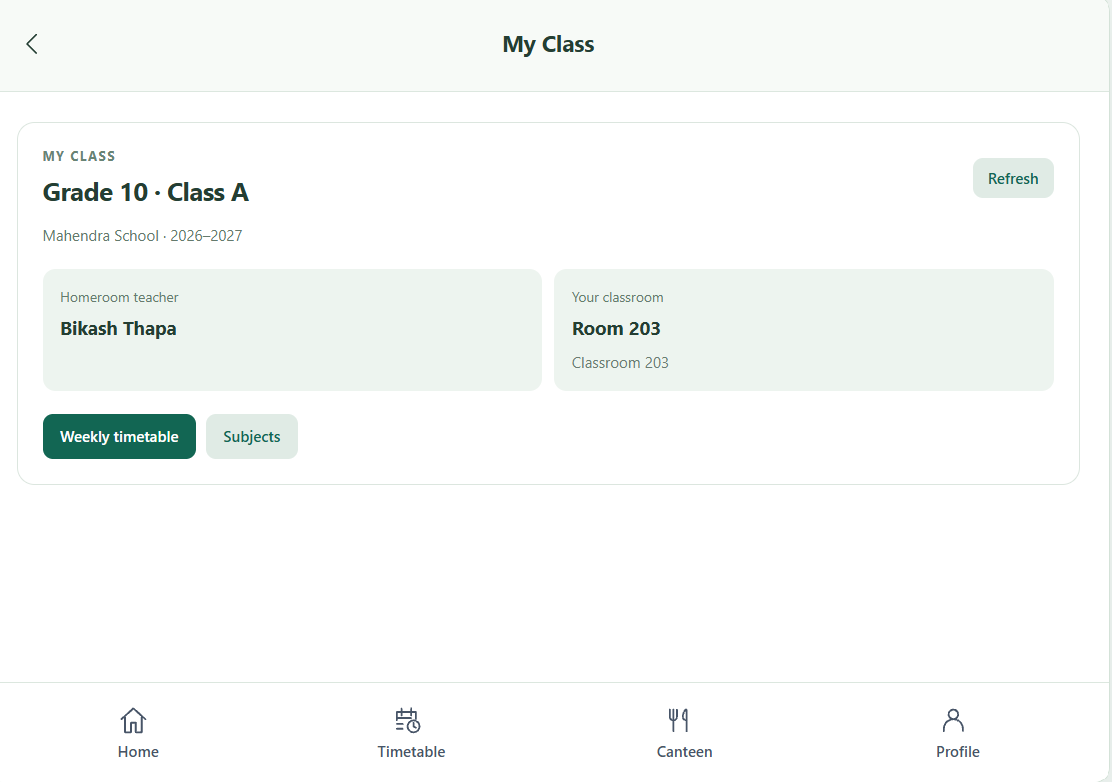 My Class
MY CLASS
Grade 10 · Class A
Refresh
Mahendra School · 2026–2027
Homeroom teacher
Bikash Thapa
Your classroom
Room 203
Classroom 203
Weekly timetable
Subjects
Home
Timetable
Canteen
Profile